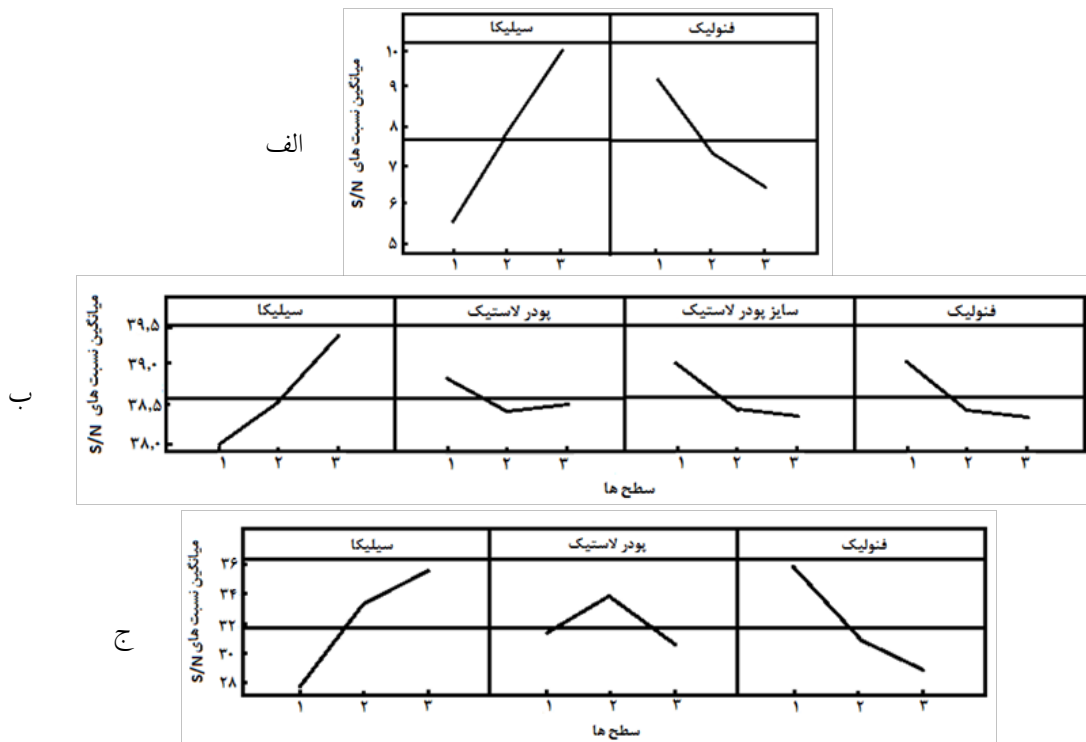 سیلیکا فنولیک
میانگین نسبت های S/N
۱۰
۹
۸
۷
۶
۵
۱ ۲ ۳ ۱ ۲ ۳
الف
سیلیکا پودر لاستیک سایز پودر لاستیک فنولیک
میانگین نسبت های S/N
۳۹,۵
۳۹,۰
۳۸,۵
۳۸,۰
۱ ۲ ۳ ۱ ۲ ۳ ۱ ۲ ۳ ۱ ۲ ۳
سطح ها
ب
سیلیکا پودر لاستیک فنولیک
میانگین نسبت های S/N
۳۶
۳۴
۳۲
۳۰
۲۸
۱ ۲ ۳ ۱ ۲ ۳ ۱ ۲ ۳
سطح ها
ج